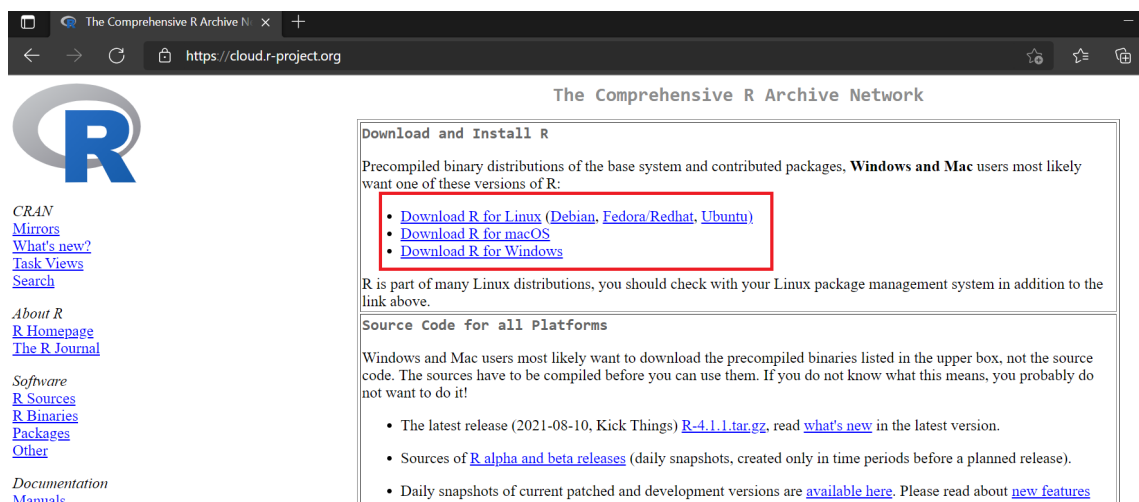 The Comprehensive R Archive N
https://cloud.r-project.org
R
The Comprehensive R Archive Network
CRAN
Mirrors
What's new?
Task Views
Search
About R
R Homepage
The R Journal
Software
R Sources
R Binaries
Packages
Other
Documentation
Manuals
Download and Install R
Precompiled binary distributions of the base system and contributed packages, Windows and Mac users most likely
want one of these versions of R:
• Download R for Linux (Debian, Fedora/Redhat, Ubuntu)
• Download R for macOS
• Download R for Windows
R is part of many Linux distributions, you should check with your Linux package management system in addition to the
link above.
Source Code for all Platforms
Windows and Mac users most likely want to download the precompiled binaries listed in the upper box, not the source
code. The sources have to be compiled before you can use them. If you do not know what this means, you probably do
not want to do it!
• The latest release (2021-08-10, Kick Things) R-4.1.1.tar.gz, read what's new in the latest version.
• Sources of R alpha and beta releases (daily snapshots, created only in time periods before a planned release).
• Daily snapshots of current patched and development versions are available here. Please read about new features